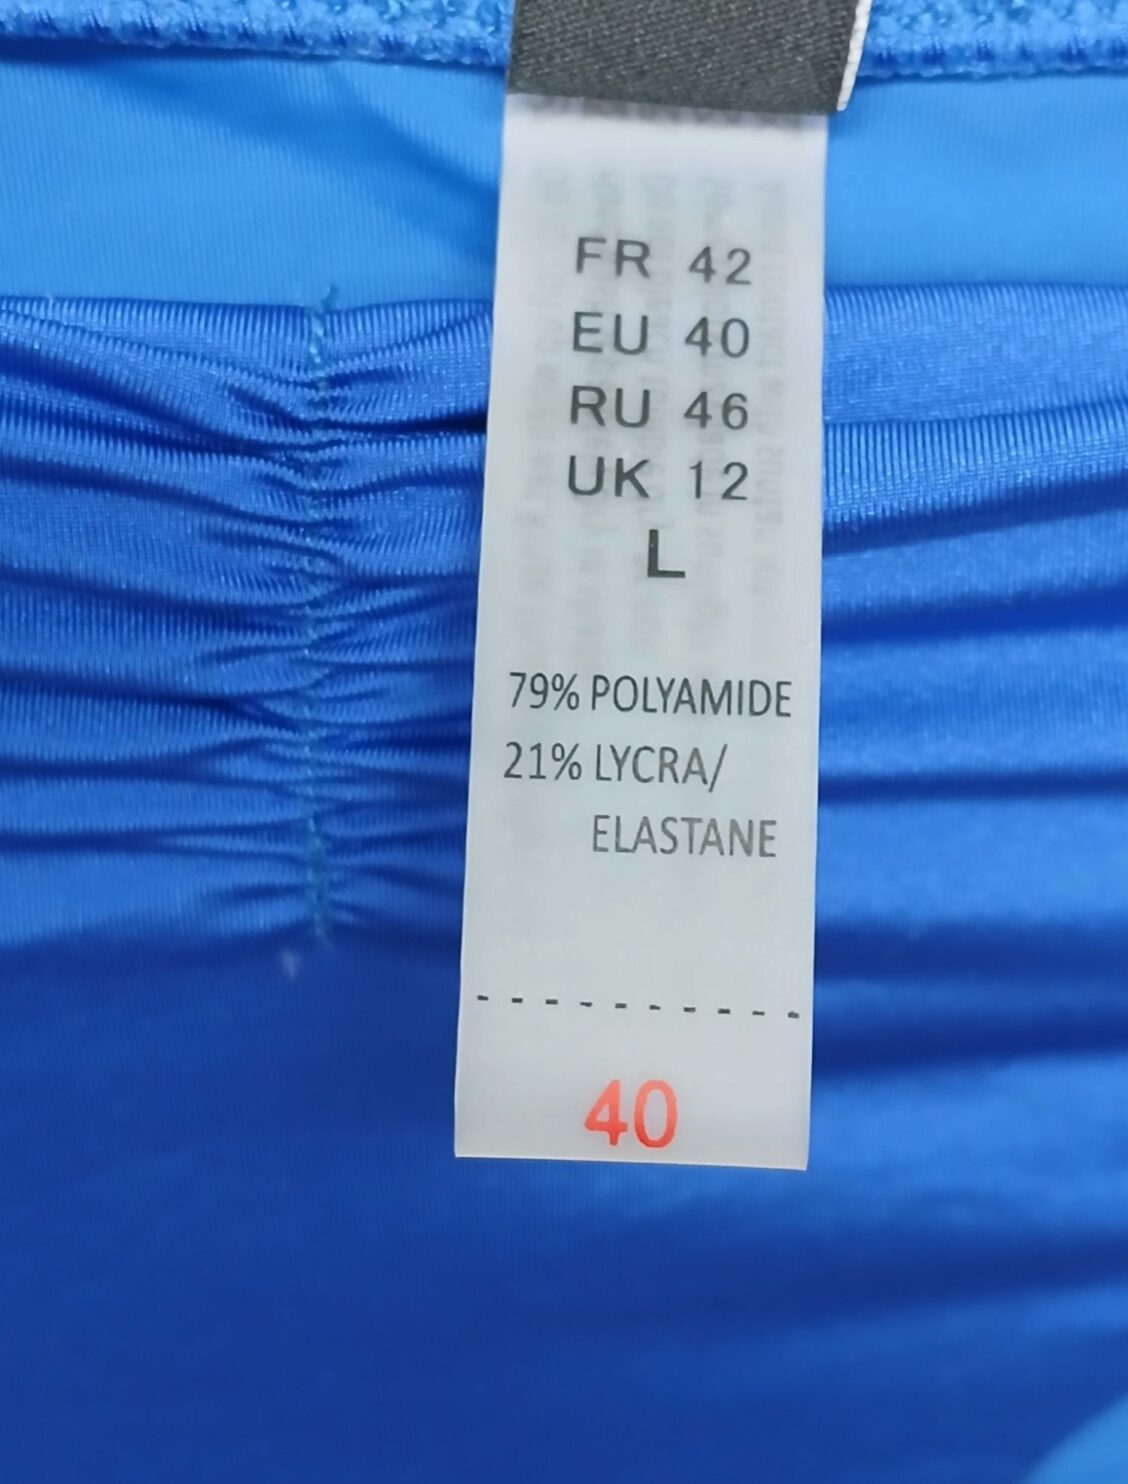 FR 42
EU 40
RU 46
UK 12
L
79% POLYAMIDE
21% LYCRA/
ELASTANE
40